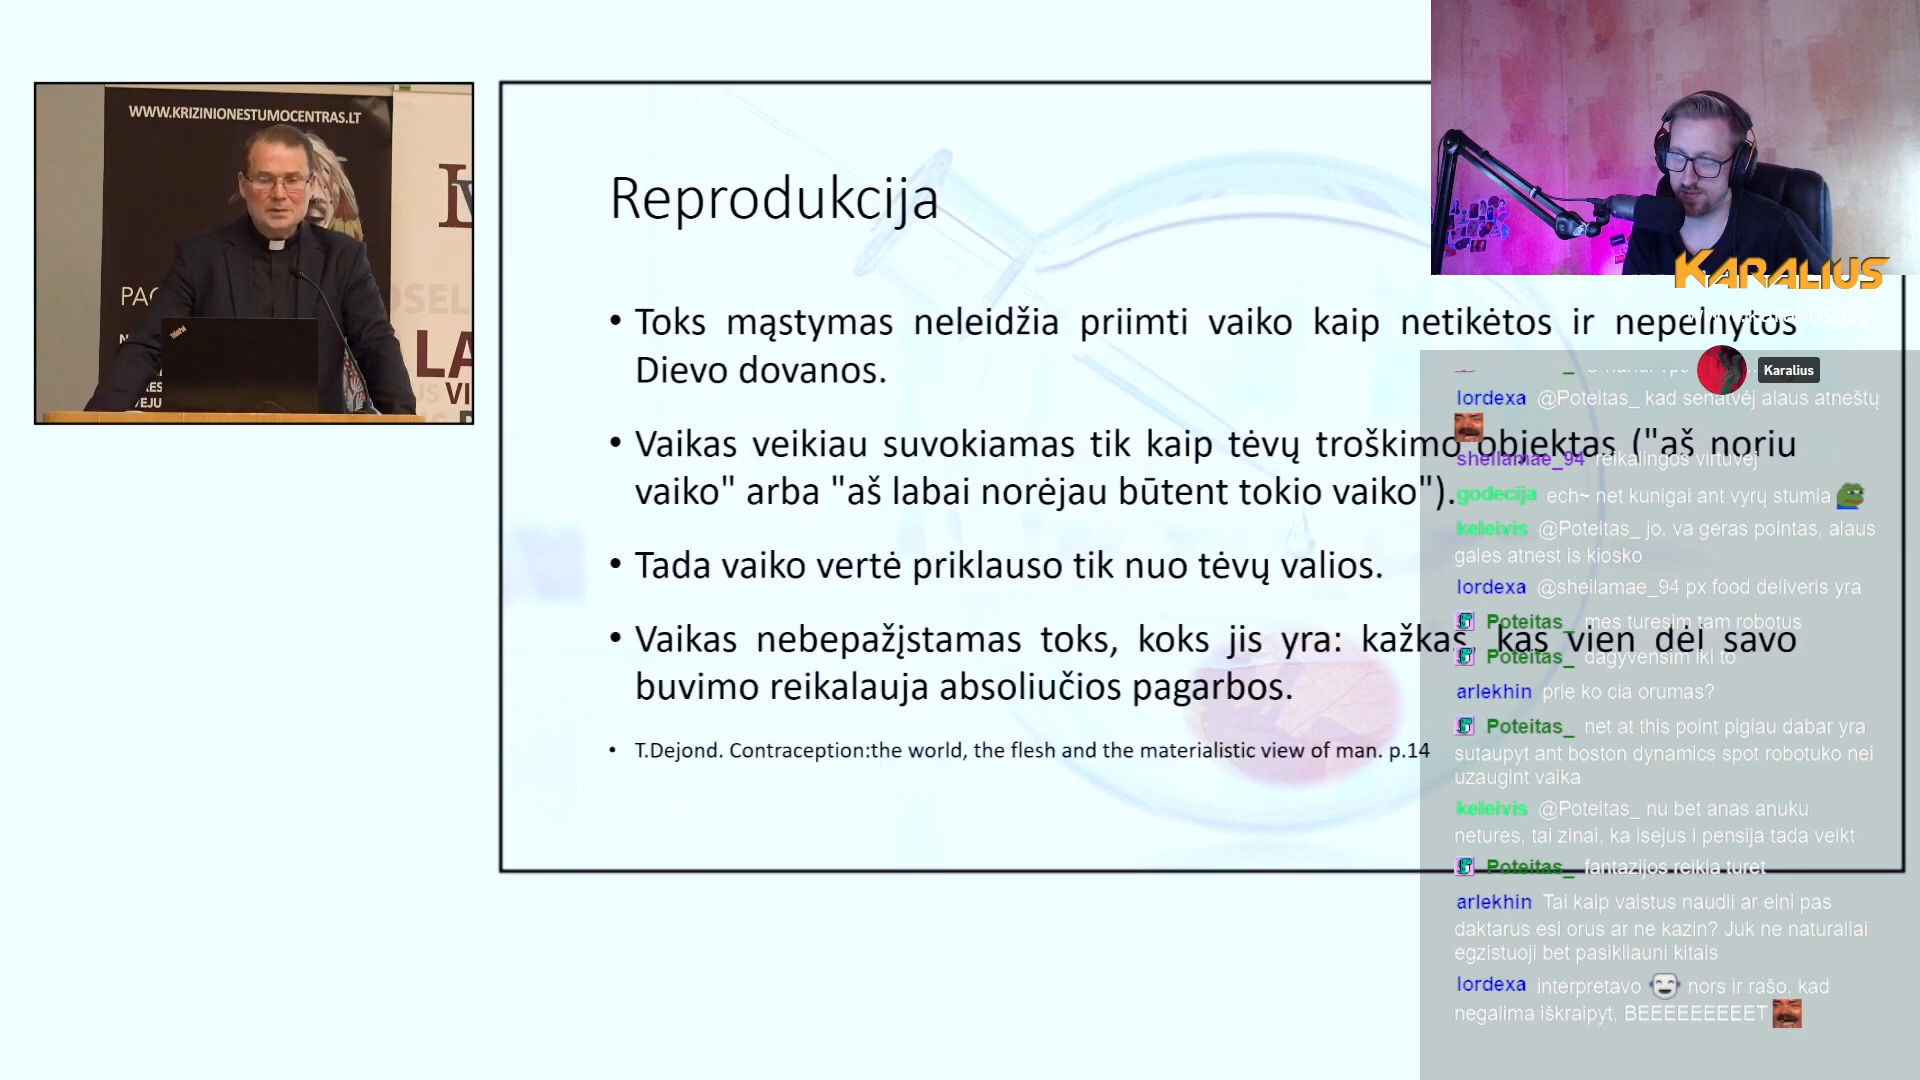 WWW.KRIZINIONESTUMOCENTRAS.LT
LA
VI
ThinkPad
Reprodukcija
• Toks mąstymas neleidžia priimti vaiko kaip netikėtos ir nepelnytos
Dievo dovanos.
• Vaikas veikiau suvokiamas tik kaip tėvų troškimo objektas ("aš noriu
vaiko" arba "aš labai norėjau būtent tokio vaiko").
• Tada vaiko vertė priklauso tik nuo tėvų valios.
• Vaikas nebepažįstamas toks, koks jis yra: kažkas, kas vien dėl savo
buvimo reikalauja absoliučios pagarbos.
• T.Dejond. Contraception:the world, the flesh and the materialistic view of man. p.14
KARALIUS
Karalius
lordexa @Poteitas_ kad senatvėj alaus atneštų
sheilamae_94 reikalingos virtuvėj
godecija ech~ net kunigai ant vyrų stumia
keleivis @Poteitas_ jo, va geras pointas, alaus
gales atnest is kiosko
lordexa @sheilamae_94 px food deliveris yra
Poteitas_ mes turesim tam robotus
Poteitas_ dagyvensim iki to
arlekhin prie ko cia orumas?
Poteitas_ net at this point pigiau dabar yra
sutaupyt ant boston dynamics spot robotuko nei
uzaugint vaika
keleivis @Poteitas_ nu bet anas anuku
netures, tai zinai, ka isejus i pensija tada veikt
Poteitas_ fantazijos reikia turet
arlekhin Tai kaip vaistus naudji ar eini pas
daktarus esi orus ar ne kazin? Juk ne naturaliai
egzistuoji bet pasikliauni kitais
lordexa interpretavo nors ir rašo, kad
negalima iškraipyt, BEEEEEEEEET